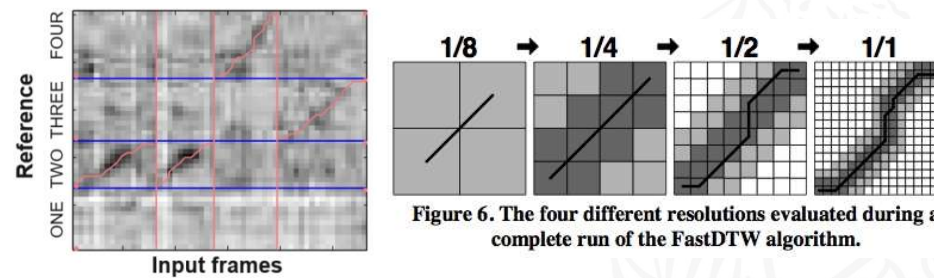 Reference
FOUR
THREE
TWO
ONE
Input frames
1/8 → 1/4 → 1/2 → 1/1
Figure 6. The four different resolutions evaluated during a
complete run of the FastDTW algorithm.